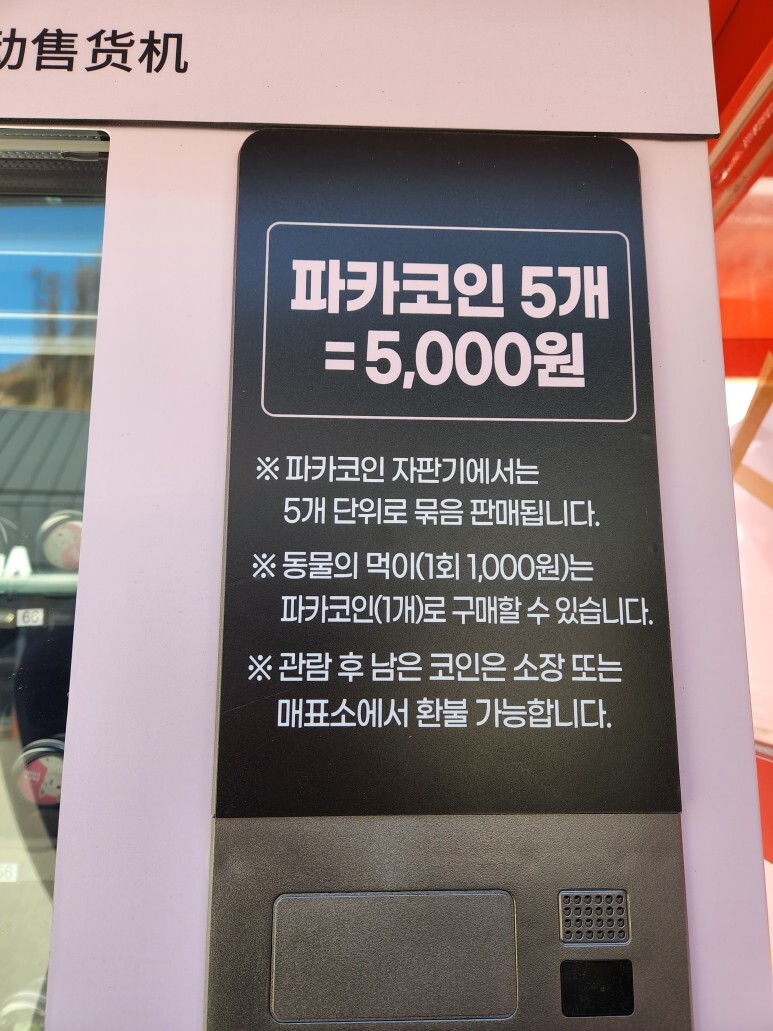 动售货机
파카코인 5개
= 5,000원
※ 파카코인 자판기에서는
5개 단위로 묶음 판매됩니다.
※ 동물의 먹이(1회 1,000원)는
파카코인(1개)로 구매할 수 있습니다.
※ 관람 후 남은 코인은 소장 또는
매표소에서 환불 가능합니다.
66